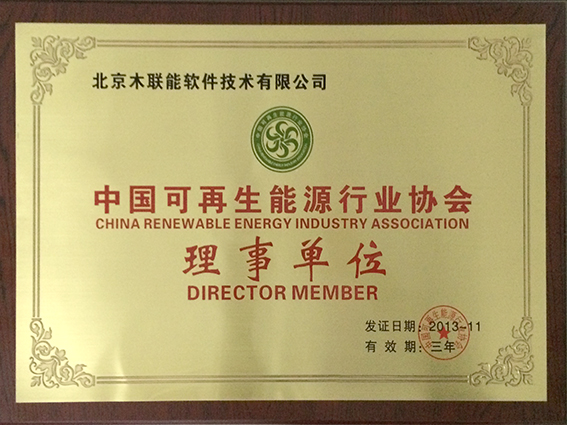 北京木联能软件技术有限公司
中国可再生能源行业协会
CHINA RENEWABLE ENERGY INDUSTRY ASSOCIATION
理事单位
DIRECTOR MEMBER
发证日期：2013-11
有 效 期：三年